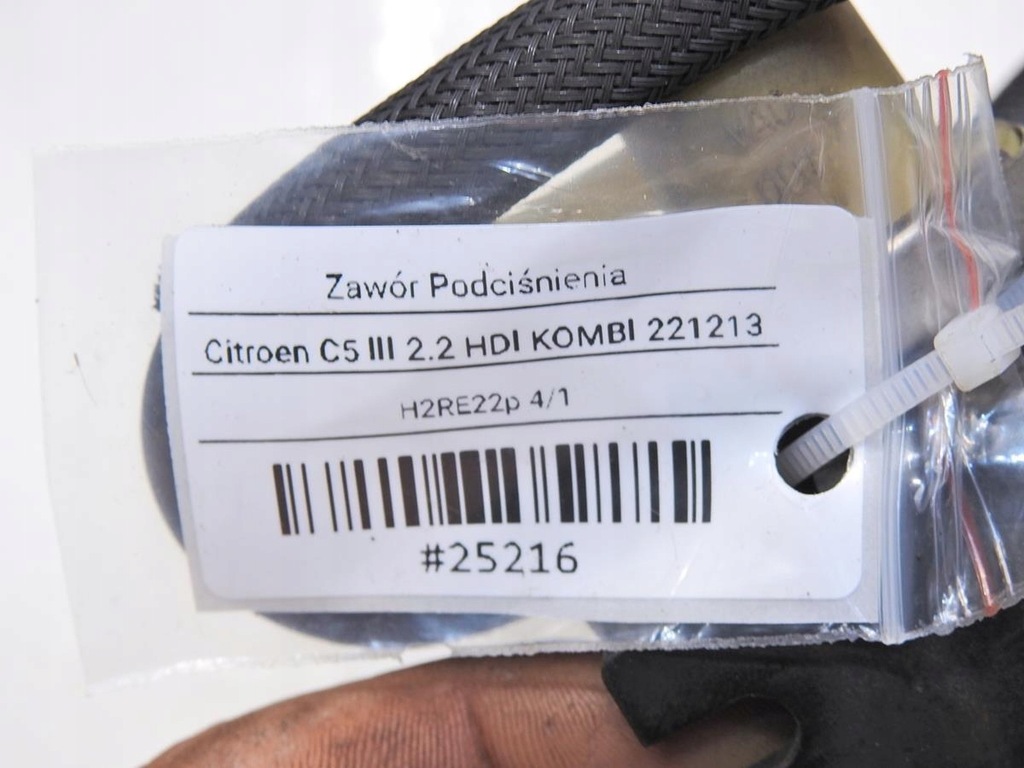 Zawór Podciśnienia
Citroen C5 III 2.2 HDI KOMBI 221213
H2RE22p 4/1
#25216